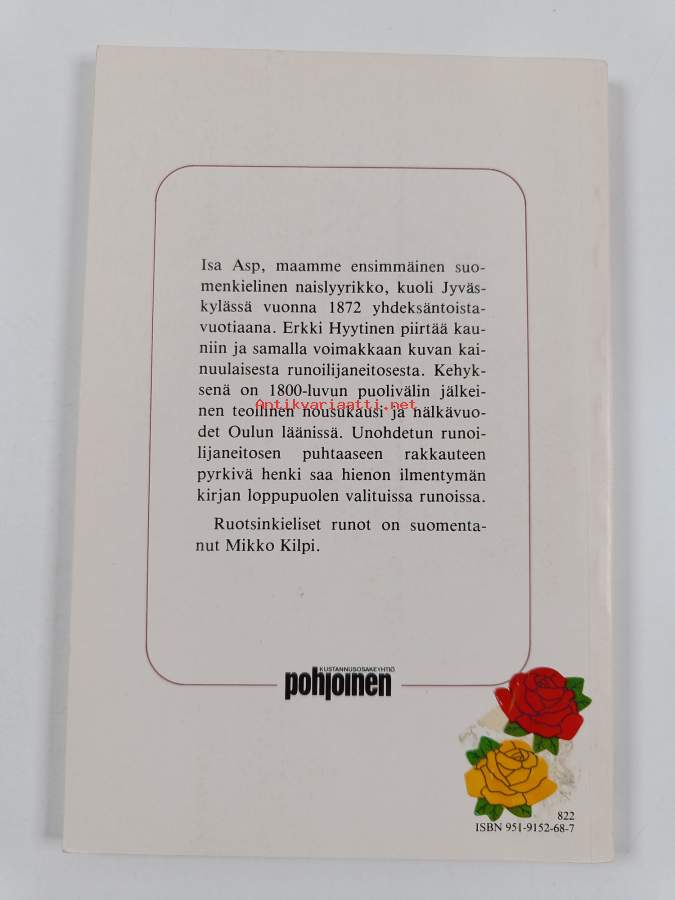 Isa Asp, maamme ensimmäinen suo-
menkielinen naislyyrikko, kuoli Jyväs-
kylässä vuonna 1872 yhdeksäntoista-
vuotiaana. Erkki Hyytinen piirtää kau-
niin ja samalla voimakkaan kuvan kai-
nuulaisesta runoilijaneitosesta. Kehyk-
senä on 1800-luvun puolivälin jälkei-
nen teollinen nousukausi ja nälkävuo-
Antikvariaatti.net
det Oulun läänissä. Unohdetun runoi-
lijaneitosen puhtaaseen rakkauteen
pyrkivä henki saa hienon ilmentymän
kirjan loppupuolen valituissa runoissa.
Ruotsinkieliset runot on suomenta-
nut Mikko Kilpi.
KUSTANNUSOSAKEYHTIÖ
pohjoinen
822
ISBN 951-9152-68-7